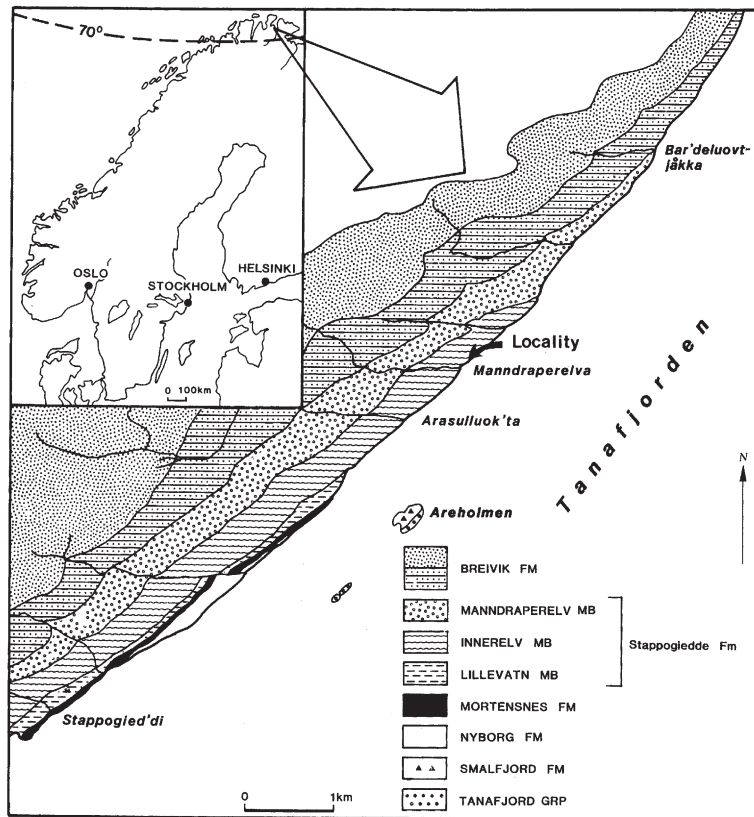 70°
OSLO
STOCKHOLM
HELSINKI
0 100km
Bar'deluovt-
jåkka
Locality
Manndraperelva
Arasulluok'ta
Tanafjorden
N
Areholmen
BREIVIK FM
MANNDRAPERELV MB
INNERELV MB
Stappogiedde Fm
LILLEVATN MB
MORTENSNES FM
NYBORG FM
SMALFJORD FM
TANAFJORD GRP
Stappogied'di
0 1km